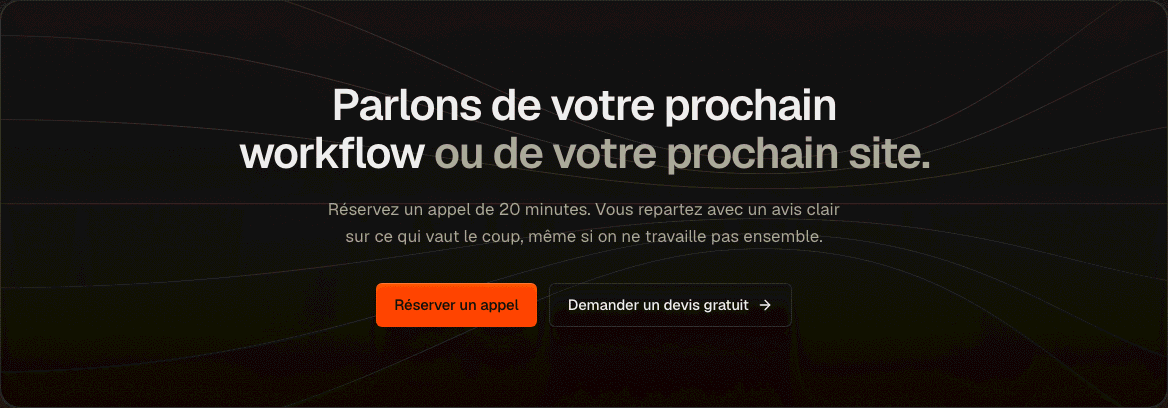 Parlons de votre prochain
workflow ou de votre prochain site.
Réservez un appel de 20 minutes. Vous repartez avec un avis clair
sur ce qui vaut le coup, même si on ne travaille pas ensemble.
Réserver un appel
Demander un devis gratuit →